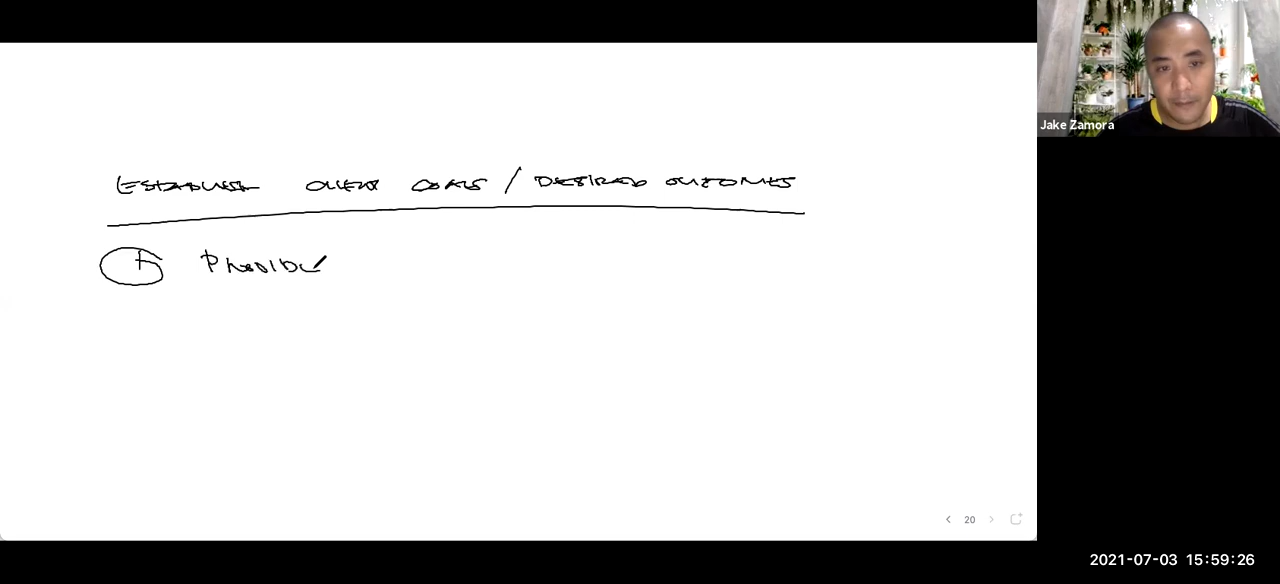 ESTABLISH CLIENT GOALS / DESIRED OUTCOMES
Jake Zamora
20
2021-07-03 15:59:26